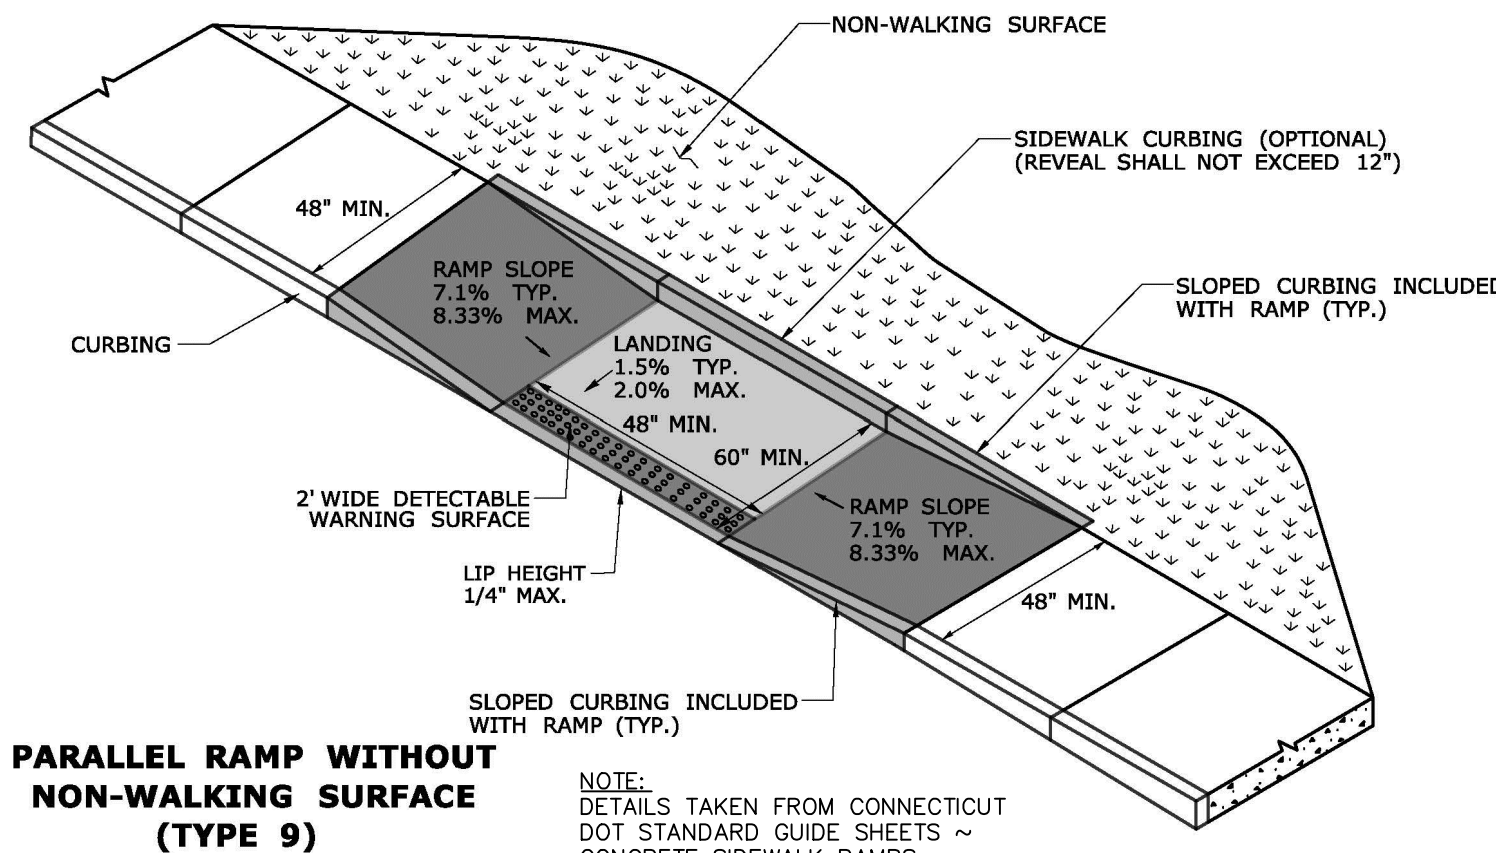 NON-WALKING SURFACE
SIDEWALK CURBING (OPTIONAL)
(REVEAL SHALL NOT EXCEED 12")
48" MIN.
RAMP SLOPE
7.1% TYP.
8.33% MAX.
SLOPED CURBING INCLUDED
WITH RAMP (TYP.)
CURBING
LANDING
1.5% TYP.
2.0% MAX.
48" MIN.
60" MIN.
2' WIDE DETECTABLE
WARNING SURFACE
RAMP SLOPE
7.1% TYP.
8.33% MAX.
LIP HEIGHT
1/4" MAX.
48" MIN.
SLOPED CURBING INCLUDED
WITH RAMP (TYP.)
PARALLEL RAMP WITHOUT
NON-WALKING SURFACE
(TYPE 9)
NOTE:
DETAILS TAKEN FROM CONNECTICUT
DOT STANDARD GUIDE SHEETS ~
CONCRETE SIDEWALK RAMPS